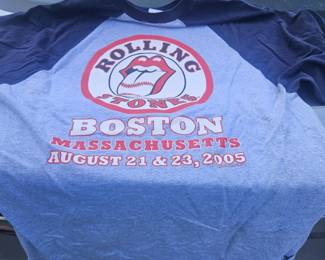 ROLLING
STONES
BOSTON
MASSACHUSETTS
AUGUST 21 & 23, 2005